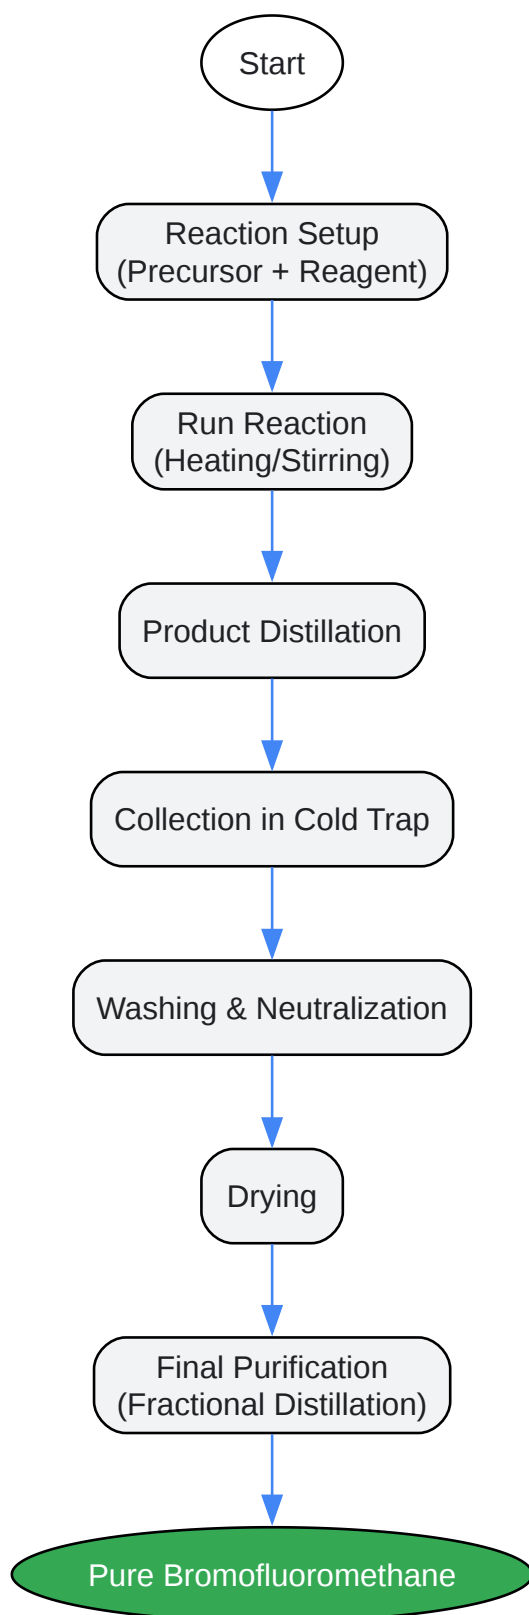 Start
Reaction Setup
(Precursor + Reagent)
Run Reaction
(Heating/Stirring)
Product Distillation
Collection in Cold Trap
Washing & Neutralization
Drying
Final Purification
(Fractional Distillation)
Pure Bromofluoromethane